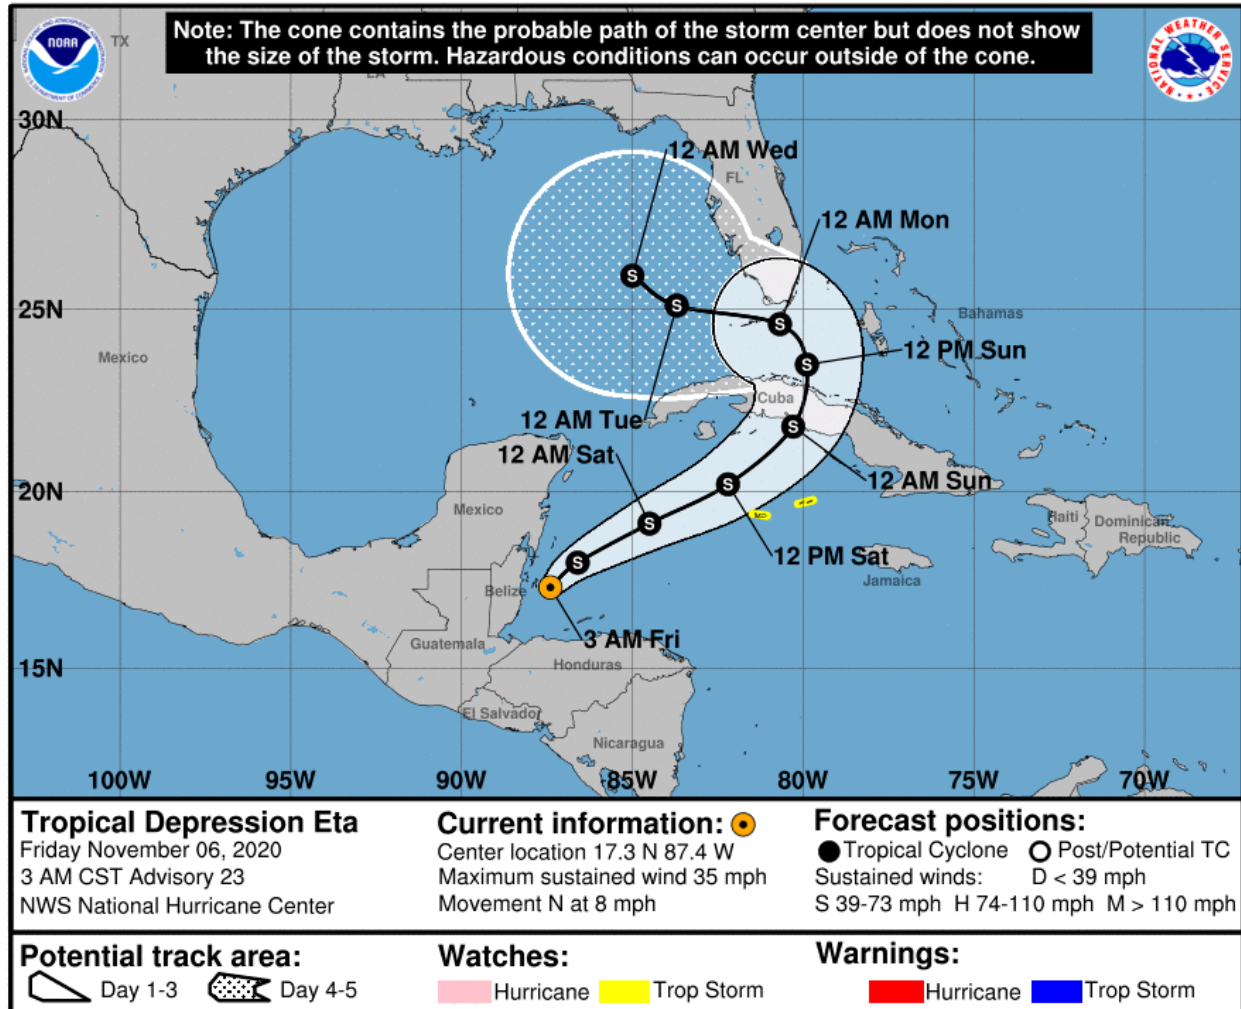 Note: The cone contains the probable path of the storm center but does not show
the size of the storm. Hazardous conditions can occur outside of the cone.
NOAA
NATIONAL WEATHER SERVICE
TX
LA
30N
12 AM Wed
FL
12 AM Mon
25N
Bahamas
Mexico
12 PM Sun
Cuba
12 AM Tue
12 AM Sat
12 AM Sun
20N
Mexico
Haiti
Dominican
Republic
12 PM Sat
Jamaica
Belize
3 AM Fri
Guatemala
Honduras
15N
El Salvador
Nicaragua
100W
95W
90W
85W
80W
75W
70W
S
S
S
S
S
S
S
S
S
Tropical Depression Eta
Friday November 06, 2020
3 AM CST Advisory 23
NWS National Hurricane Center
Current information:
Center location 17.3 N 87.4 W
Maximum sustained wind 35 mph
Movement N at 8 mph
Forecast positions:
Tropical Cyclone Post/Potential TC
Sustained winds: D < 39 mph
S 39-73 mph H 74-110 mph M > 110 mph
Potential track area:
Day 1-3 Day 4-5
Watches:
Hurricane Trop Storm
Warnings:
Hurricane Trop Storm